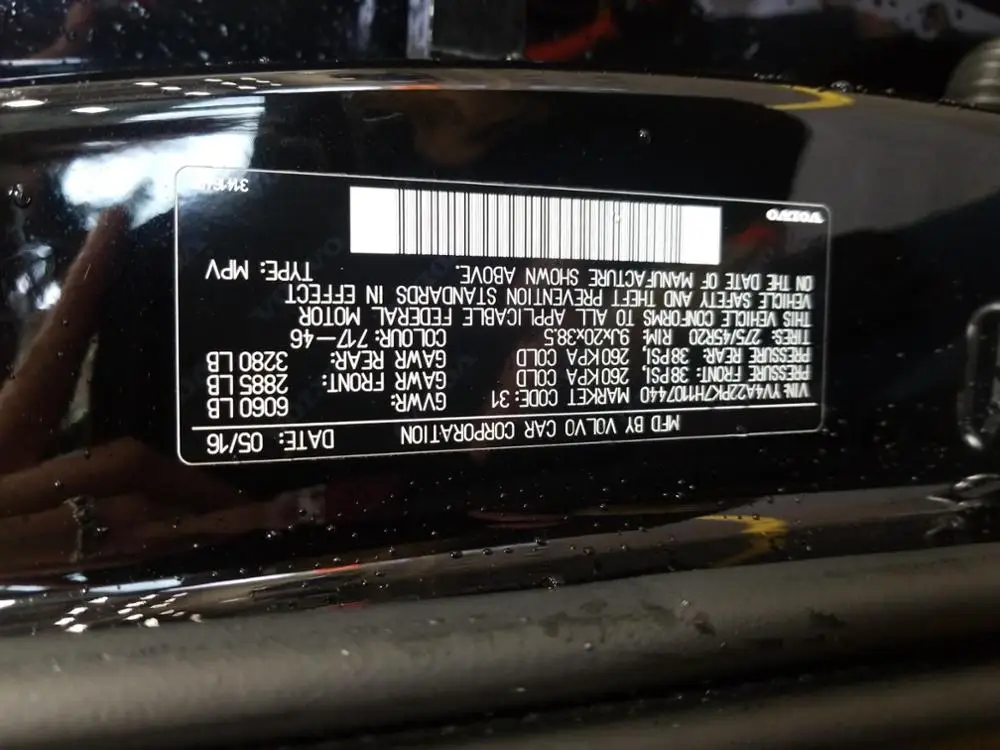 MFD BY VOLVO CAR CORPORATION DATE: 05/16
VIN: YV4A22PK7H1107440 MARKET CODE: 31 GVWR: 6060 LB
PRESSURE FRONT: 38PSI, 260KPA COLD GAWR FRONT: 2885 LB
PRESSURE REAR: 38PSI, 260KPA COLD GAWR REAR: 3280 LB
TIRES: 275/45R20 RIM: 9Jx20x38.5 COLOUR: 717-46
THIS VEHICLE CONFORMS TO ALL APPLICABLE FEDERAL MOTOR
VEHICLE SAFETY AND THEFT PREVENTION STANDARDS IN EFFECT
ON THE DATE OF MANUFACTURE SHOWN ABOVE. TYPE: MPV
VOLVO